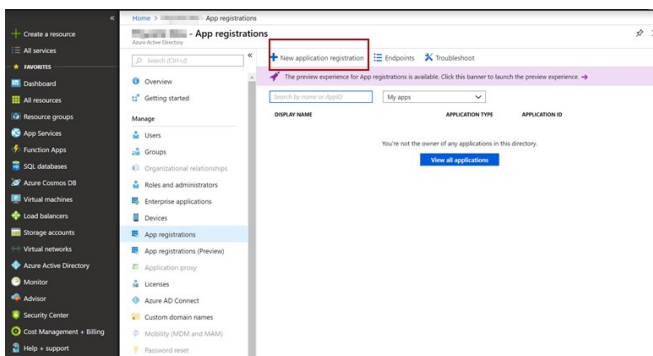 Home > App registrations
- App registrations
Azure Active Directory
Create a resource
All services
FAVORITES
Dashboard
All resources
Resource groups
App Services
Function Apps
SQL databases
Azure Cosmos DB
Virtual machines
Load balancers
Storage accounts
Virtual networks
Azure Active Directory
Monitor
Advisor
Security Center
Cost Management + Billing
Help + support
Search (Ctrl+/)
Overview
Getting started
Manage
Users
Groups
Organizational relationships
Roles and administrators
Enterprise applications
Devices
App registrations
App registrations (Preview)
Application proxy
Licenses
Azure AD Connect
Custom domain names
Mobility (MDM and MAM)
Password reset
New application registration Endpoints Troubleshoot
The preview experience for App registrations is available. Click this banner to launch the preview experience. →
Search by name or AppID My apps
DISPLAY NAME APPLICATION TYPE APPLICATION ID
You're not the owner of any applications in this directory.
View all applications